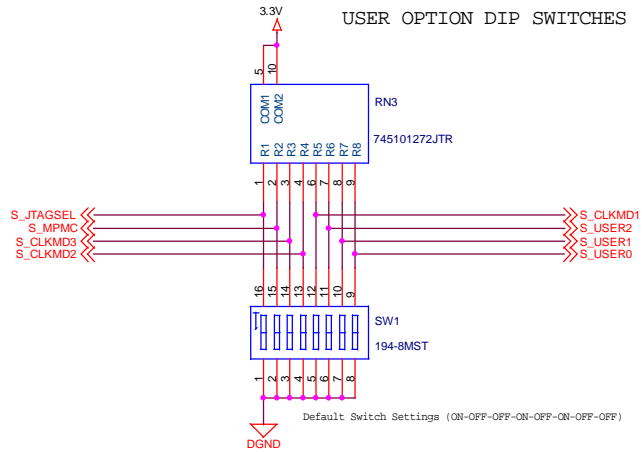 3.3V
USER OPTION DIP SWITCHES
5 10
RN3
COM1 COM2
745101272JTR
R1 R2 R3 R4 R5 R6 R7 R8
1 2 3 4 6 7 8 9
S_JTAGSEL S_CLKMD1
S_MPMC S_USER2
S_CLKMD3 S_USER1
S_CLKMD2 S_USER0
16 15 14 13 12 11 10 9
SW1
194-8MST
1 2 3 4 5 6 7 8
Default Switch Settings (ON-OFF-OFF-ON-OFF-ON-OFF-OFF)
DGND